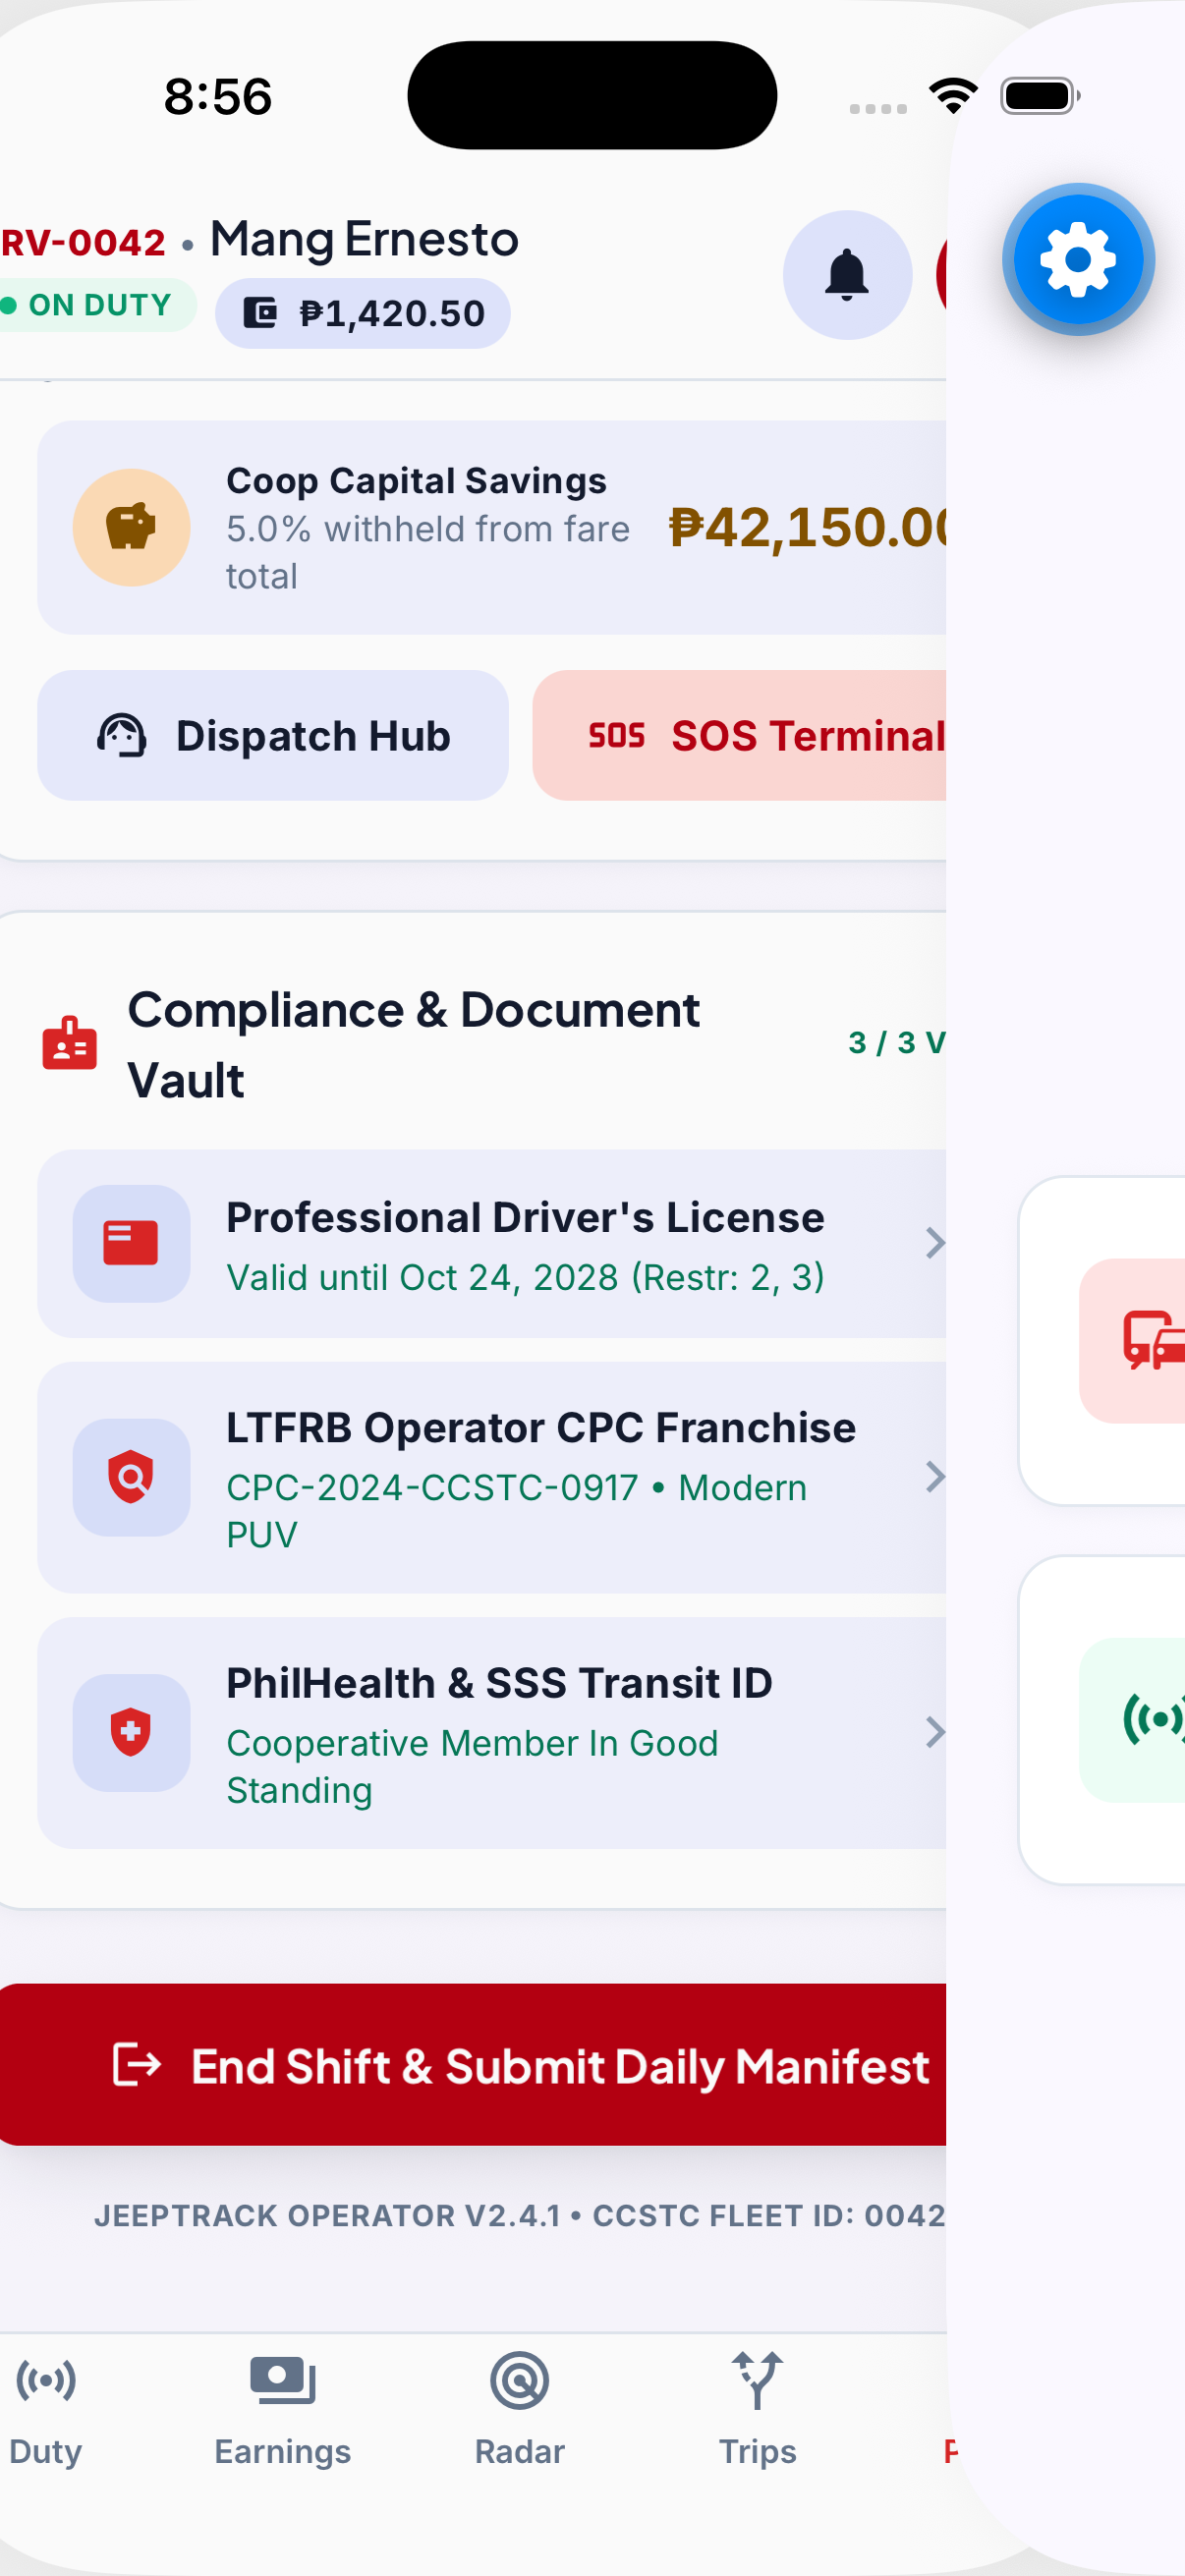 8:56
RV-0042 • Mang Ernesto
ON DUTY
₱1,420.50
Coop Capital Savings
5.0% withheld from fare
total
₱42,150.00
Dispatch Hub
SOS SOS Terminal
Compliance & Document
Vault
3 / 3 V
Professional Driver's License
Valid until Oct 24, 2028 (Restr: 2, 3)
LTFRB Operator CPC Franchise
CPC-2024-CCSTC-0917 • Modern
PUV
PhilHealth & SSS Transit ID
Cooperative Member In Good
Standing
End Shift & Submit Daily Manifest
JEEPTRACK OPERATOR V2.4.1 • CCSTC FLEET ID: 0042
Duty
Earnings
Radar
Trips